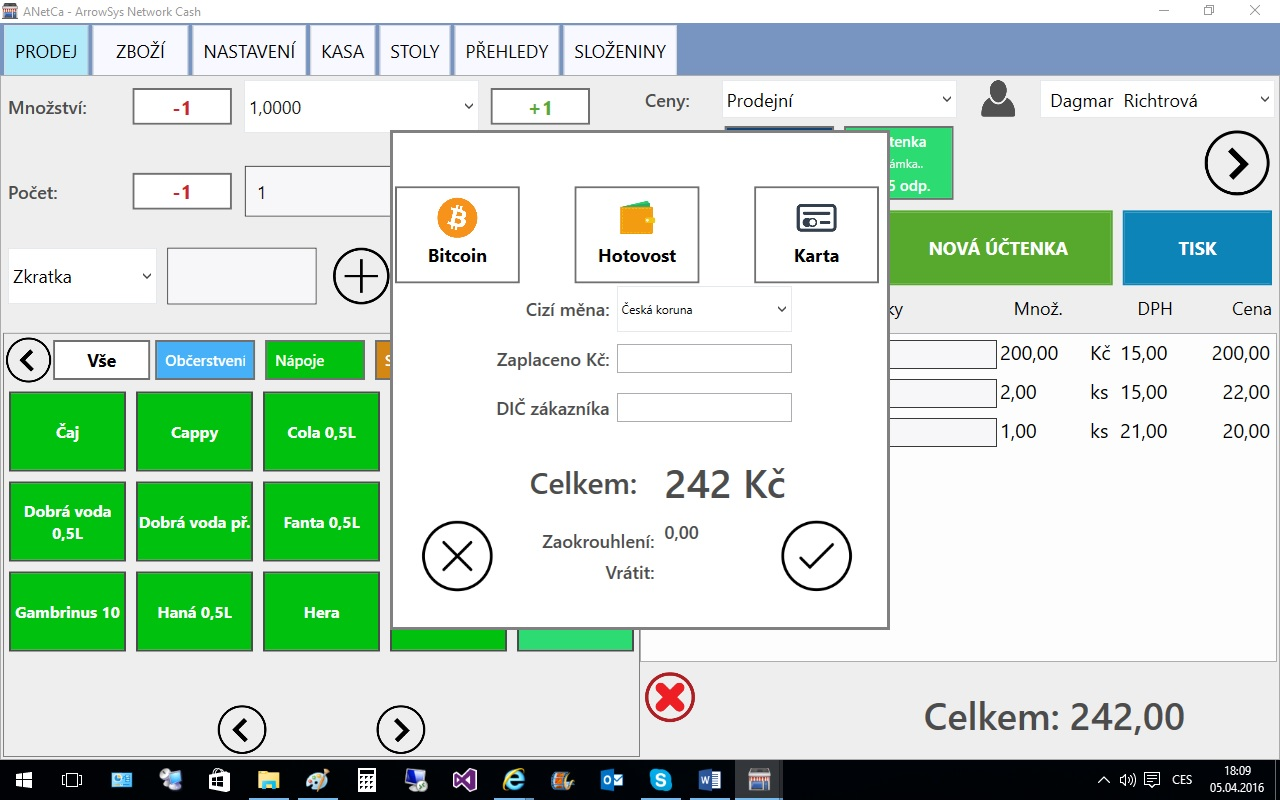 ANetCa - ArrowSys Network Cash
PRODEJ ZBOŽÍ NASTAVENÍ KASA STOLY PŘEHLEDY SLOŽENINY
Množství: -1 1,0000 +1 Ceny: Prodejní Dagmar Richtrová
tenka
ámka..
5 odp.
Počet: -1 1
Bitcoin Hotovost Karta
NOVÁ ÚČTENKA TISK
Zkratka
Cizí měna: Česká koruna
ky Množ. DPH Cena
Zaplaceno Kč:
DIČ zákazníka
Vše Občerstvení Nápoje S
200,00 Kč 15,00 200,00
2,00 ks 15,00 22,00
1,00 ks 21,00 20,00
Čaj Cappy Cola 0,5L
Celkem: 242 Kč
Dobrá voda 0,5L Dobrá voda př. Fanta 0,5L
Zaokrouhlení: 0,00
Vrátit:
Gambrinus 10 Haná 0,5L Hera
Celkem: 242,00
CES
18:09
05.04.2016